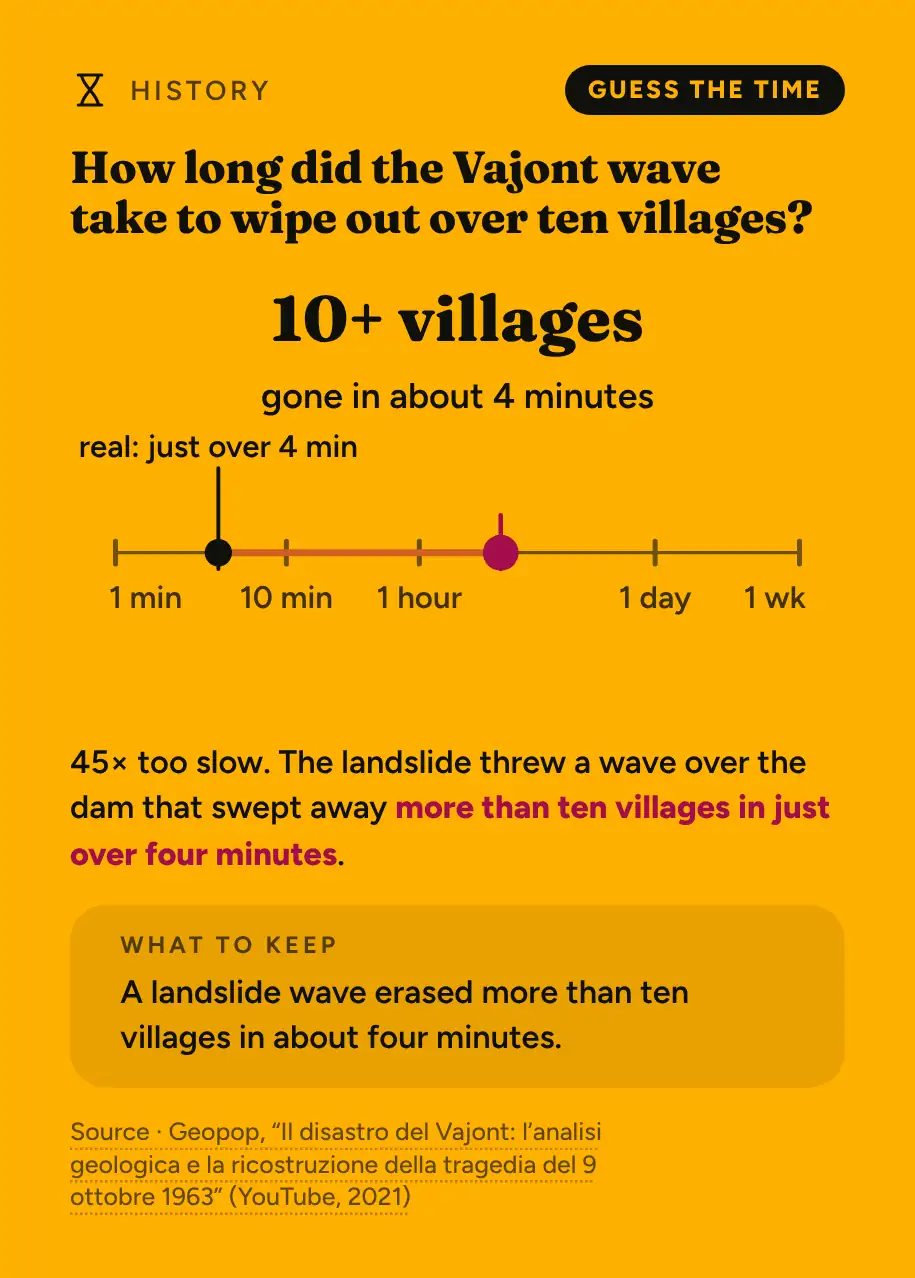 HISTORY
GUESS THE TIME
How long did the Vajont wave
take to wipe out over ten villages?
10+ villages
gone in about 4 minutes
real: just over 4 min
1 min
10 min
1 hour
1 day
1 wk
45× too slow. The landslide threw a wave over the
dam that swept away more than ten villages in just
over four minutes.
WHAT TO KEEP
A landslide wave erased more than ten
villages in about four minutes.
Source · Geopop, “Il disastro del Vajont: l’analisi
geologica e la ricostruzione della tragedia del 9
ottobre 1963” (YouTube, 2021)